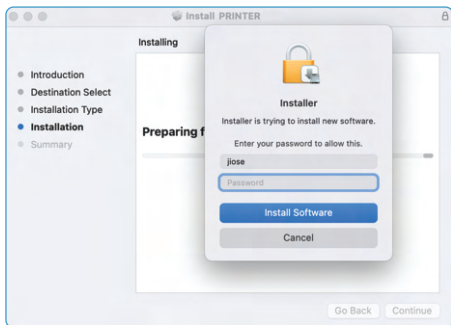 Install PRINTER
Installing
Introduction
Destination Select
Installation Type
Installation
Summary
Preparing f
Installer
Installer is trying to install new software.
Enter your password to allow this.
jiose
Password
Install Software
Cancel
Go Back
Continue